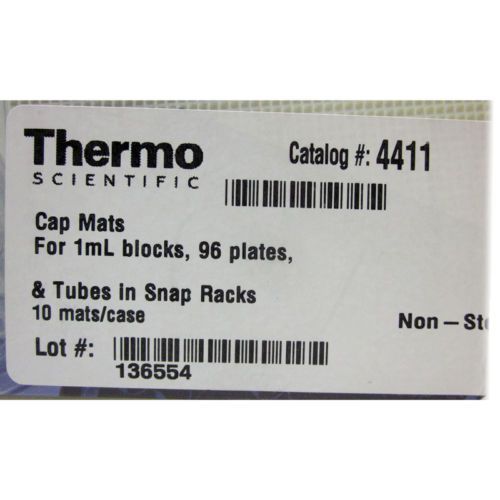 Thermo
SCIENTIFIC
Catalog #: 4411
Cap Mats
For 1mL blocks, 96 plates,
& Tubes in Snap Racks
10 mats/case
Non-Ste
Lot #:
136554